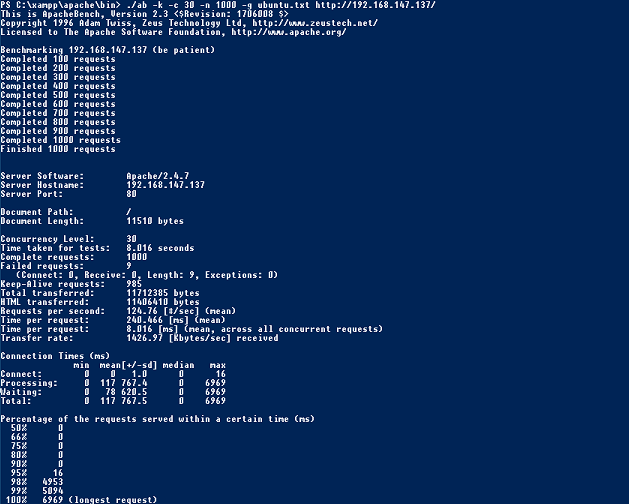 PS C:\xampp\apache\bin> ./ab -k -c 30 -n 1000 -g ubuntu.txt http://192.168.147.137/
This is ApacheBench, Version 2.3 <$Revision: 1706008 $>
Copyright 1996 Adam Twiss, Zeus Technology Ltd, http://www.zeustech.net/
Licensed to The Apache Software Foundation, http://www.apache.org/
Benchmarking 192.168.147.137 (be patient)
Completed 100 requests
Completed 200 requests
Completed 300 requests
Completed 400 requests
Completed 500 requests
Completed 600 requests
Completed 700 requests
Completed 800 requests
Completed 900 requests
Completed 1000 requests
Finished 1000 requests
Server Software: Apache/2.4.7
Server Hostname: 192.168.147.137
Server Port: 80
Document Path: /
Document Length: 11510 bytes
Concurrency Level: 30
Time taken for tests: 8.016 seconds
Complete requests: 1000
Failed requests: 9
(Connect: 0, Receive: 0, Length: 9, Exceptions: 0)
Keep-Alive requests: 985
Total transferred: 11712385 bytes
HTML transferred: 11406410 bytes
Requests per second: 124.76 [#/sec] (mean)
Time per request: 240.466 [ms] (mean)
Time per request: 8.016 [ms] (mean, across all concurrent requests)
Transfer rate: 1426.97 [Kbytes/sec] received
Connection Times (ms)
min mean[+/-sd] median max
Connect: 0 0 1.0 0 16
Processing: 0 117 767.4 0 6969
Waiting: 0 78 620.5 0 6969
Total: 0 117 767.5 0 6969
Percentage of the requests served within a certain time (ms)
50% 0
66% 0
75% 0
80% 0
90% 0
95% 16
98% 4953
99% 5094
100% 6969 (longest request)